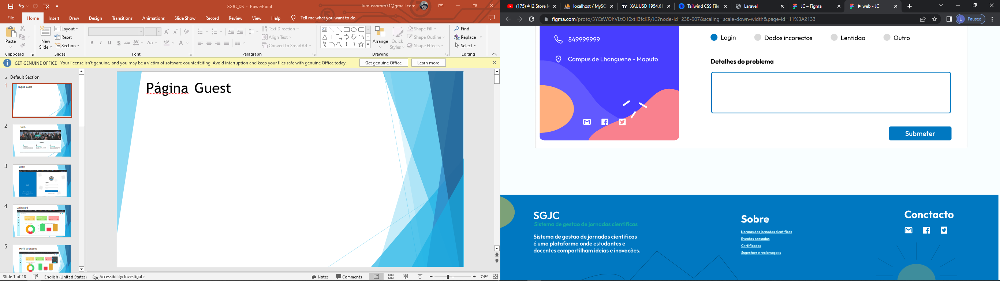 SGJC_DS - PowerPoint
lumussororo71@gmail.com
File
Home
Insert
Draw
Design
Transitions
Animations
Slide Show
Record
Review
View
Help
Tell me what you want to do
Paste
Clipboard
New
Slide
Layout
Reset
Section
Slides
Font
Text Direction
Align Text
Convert to SmartArt
Paragraph
Arrange
Quick
Styles
Shape Fill
Shape Outline
Shape Effects
Drawing
Find
Replace
Select
Editing
GET GENUINE OFFICE Your license isn't genuine, and you may be a victim of software counterfeiting. Avoid interruption and keep your files safe with genuine Office today.
Get genuine Office
Learn more
Default Section
1
Página Guest
2
Cont.
Sobre
3
Login
Login
4
Dashboard
5
Perfil do usuario
Página Guest
Slide 1 of 18
English (United States)
Accessibility: Investigate
Notes
Comments
74%
(175) #12 Store M
localhost / MySQ
XAUUSD 1954.61
Tailwind CSS File
Laravel
JC – Figma
web - JC
figma.com/proto/3YCsWQhVLtO10xtII3fcKR/JC?node-id=238-907&scaling=scale-down-width&page-id=11%3A2133
L Paused
849999999
Campus de Lhanguene - Maputo
Login
Dados incorectos
Lentidao
Outro
Detalhes do problema
Submeter
SGJC
Sistema de gestao de jornadas cientificas
Sistema de gestao de jornadas cientificas
é uma plataforma onde estudantes e
docentes compartilham ideias e inovacões.
Sobre
Normas das jornadas cientificas
Eventos passados
Certificados
Sugestoes e reclamaçoes
Conctacto